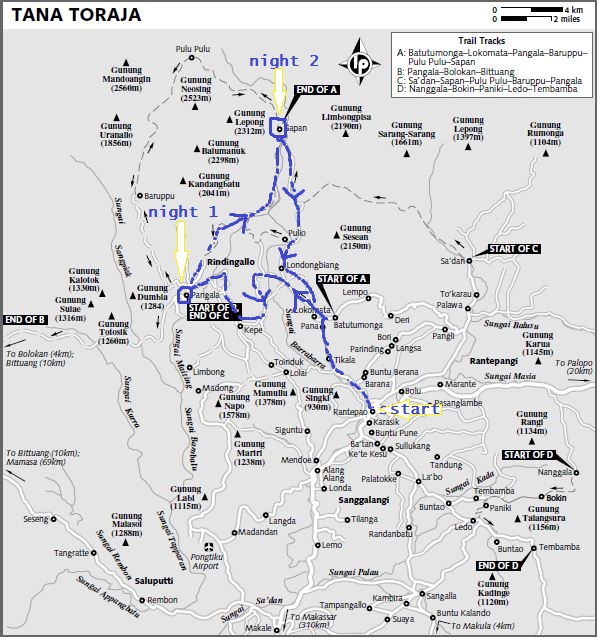 TANA TORAJA
0 4 km
0 2 miles
Trail Tracks
A: Batutumonga–Lokomata–Pangala–Baruppu–
Pulu Pulu–Sapan
B: Pangala–Bolokan–Bittuang
C: Sa'dan–Sapan–Pulu Pulu–Baruppu–Pangala
D: Nanggala–Bokin–Paniki–Ledo–Tembamba
lp
night 2
Pulu Pulu
Gunung
Mandoangin
(2560m)
Gunung
Neosing
(2523m)
END OF A
Gunung
Lepong
(2312m)
Sapan
Gunung
Limbongpisa
(2190m)
Gunung
Sarang-Sarang
(1661m)
Gunung
Lepong
(1397m)
Gunung
Rumonga
(1104m)
Gunung
Uranallo
(1856m)
Gunung
Balumanuk
(2298m)
Gunung
Kandangbatu
(2041m)
Baruppu
night 1
Sungai
Sangpiak
Pulio
Gunung
Sesean
(2150m)
START OF C
Sa'dan
Rindingallo
Londongbiang
START OF A
Gunung
Kalotok
(1330m)
Gunung
Sulae
(1316m)
Gunung
Dumbia
(1284)
Pangala
START OF B
END OF C
Lempo
To'karau
Palawa
Gunung
Totostik
(1260m)
END OF B
Kepe
Sungai
Barrubarra
Lokomata
Pana
Batutumonga
Deri
Bori
Parinding
Langsa
Pangli
Sungai Balusu
Gunung
Karua
(1145m)
To Bolokan (4km);
Bittuang (10km)
Rantepangi
To Palopo
(20km)
Sungai Masia
Tikala
Toinduk
Lolai
Limbong
Madong
Sungai Maiting
Gunung
Mamullu
(1378m)
Gunung
Singki
(930m)
Buntu Berana
Barana
Bolu
Marante
Gunung
Napo
(1578m)
Rantepao
start
Pasanglambe
Karasik
Buntu Pune
Sungai Karra
Sungai Bambalu
Gunung
Mariri
(1238m)
Siguntu
Ba'tan
Ke'te Kesu
Sullukang
Gunung
Rangi
(1134m)
START OF D
Nanggala
To Bittuang (10km);
Mamasa (69km)
Mendoe
Alang
Alang
Londa
Tandung
Palatokke
La'bo
Sungai Kada
Tembamba
Bokin
Paniki
Gunung
Labi
(1115m)
Sanggalangi
Buntao
Gunung
Talangsura
(1156m)
Seseng
Gunung
Malasol
(1288m)
Langda
Tilanga
Randanbatu
Ledo
Tangratte
Sungai Rembon
Sungai Tapparan
Madandan
Lemo
Buntao
Tembamba
Pongtiku
Airport
Saluputti
Sungai Palau
END OF D
Gunung
Kadinge
(1120m)
Sungai Appangbatu
Rembon
Sungai Sa'dan
Tampangallo
Kambira
Sangalla
Suaya
Buntu Kalando
To Makassar
(310km)
Makale
To Makula (4km)